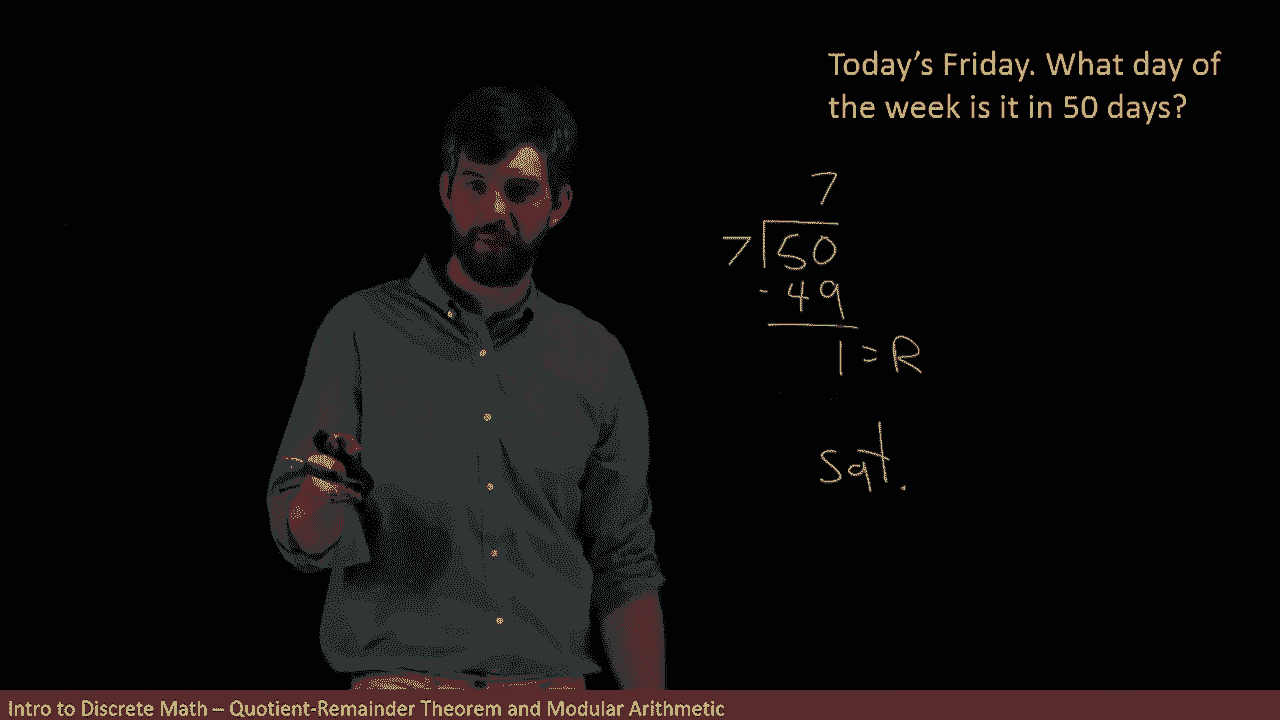 Today's Friday. What day of
the week is it in 50 days?
7
7 50
- 49
1 = R
sat.
Intro to Discrete Math – Quotient-Remainder Theorem and Modular Arithmetic